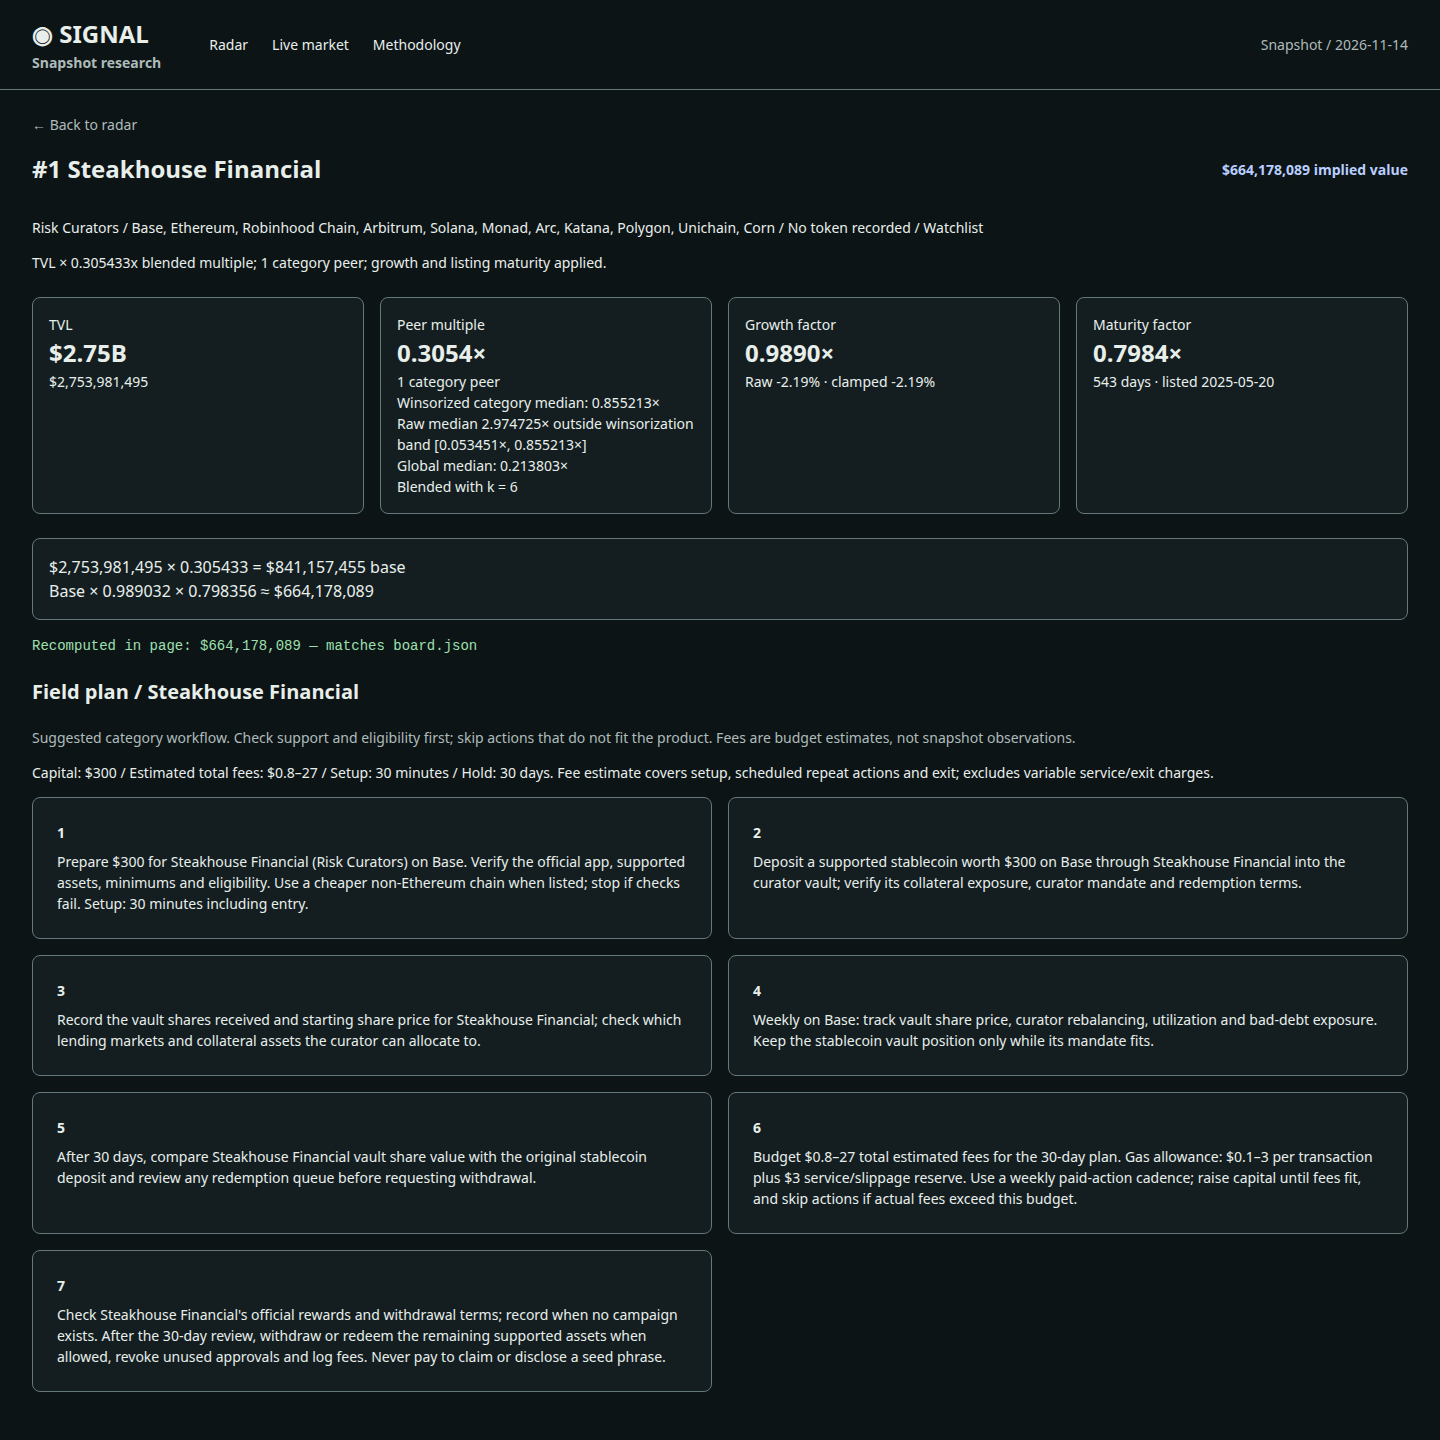 ◉ SIGNAL
Snapshot research
Radar
Live market
Methodology
Snapshot / 2026-11-14
← Back to radar
#1 Steakhouse Financial
$664,178,089 implied value
Risk Curators / Base, Ethereum, Robinhood Chain, Arbitrum, Solana, Monad, Arc, Katana, Polygon, Unichain, Corn / No token recorded / Watchlist
TVL × 0.305433x blended multiple; 1 category peer; growth and listing maturity applied.
TVL
$2.75B
$2,753,981,495
Peer multiple
0.3054×
1 category peer
Winsorized category median: 0.855213×
Raw median 2.974725× outside winsorization
band [0.053451×, 0.855213×]
Global median: 0.213803×
Blended with k = 6
Growth factor
0.9890×
Raw -2.19% · clamped -2.19%
Maturity factor
0.7984×
543 days · listed 2025-05-20
$2,753,981,495 × 0.305433 = $841,157,455 base
Base × 0.989032 × 0.798356 ≈ $664,178,089
Recomputed in page: $664,178,089 — matches board.json
Field plan / Steakhouse Financial
Suggested category workflow. Check support and eligibility first; skip actions that do not fit the product. Fees are budget estimates, not snapshot observations.
Capital: $300 / Estimated total fees: $0.8–27 / Setup: 30 minutes / Hold: 30 days. Fee estimate covers setup, scheduled repeat actions and exit; excludes variable service/exit charges.
1
Prepare $300 for Steakhouse Financial (Risk Curators) on Base. Verify the official app, supported
assets, minimums and eligibility. Use a cheaper non-Ethereum chain when listed; stop if checks
fail. Setup: 30 minutes including entry.
2
Deposit a supported stablecoin worth $300 on Base through Steakhouse Financial into the
curator vault; verify its collateral exposure, curator mandate and redemption terms.
3
Record the vault shares received and starting share price for Steakhouse Financial; check which
lending markets and collateral assets the curator can allocate to.
4
Weekly on Base: track vault share price, curator rebalancing, utilization and bad-debt exposure.
Keep the stablecoin vault position only while its mandate fits.
5
After 30 days, compare Steakhouse Financial vault share value with the original stablecoin
deposit and review any redemption queue before requesting withdrawal.
6
Budget $0.8–27 total estimated fees for the 30-day plan. Gas allowance: $0.1–3 per transaction
plus $3 service/slippage reserve. Use a weekly paid-action cadence; raise capital until fees fit,
and skip actions if actual fees exceed this budget.
7
Check Steakhouse Financial's official rewards and withdrawal terms; record when no campaign
exists. After the 30-day review, withdraw or redeem the remaining supported assets when
allowed, revoke unused approvals and log fees. Never pay to claim or disclose a seed phrase.